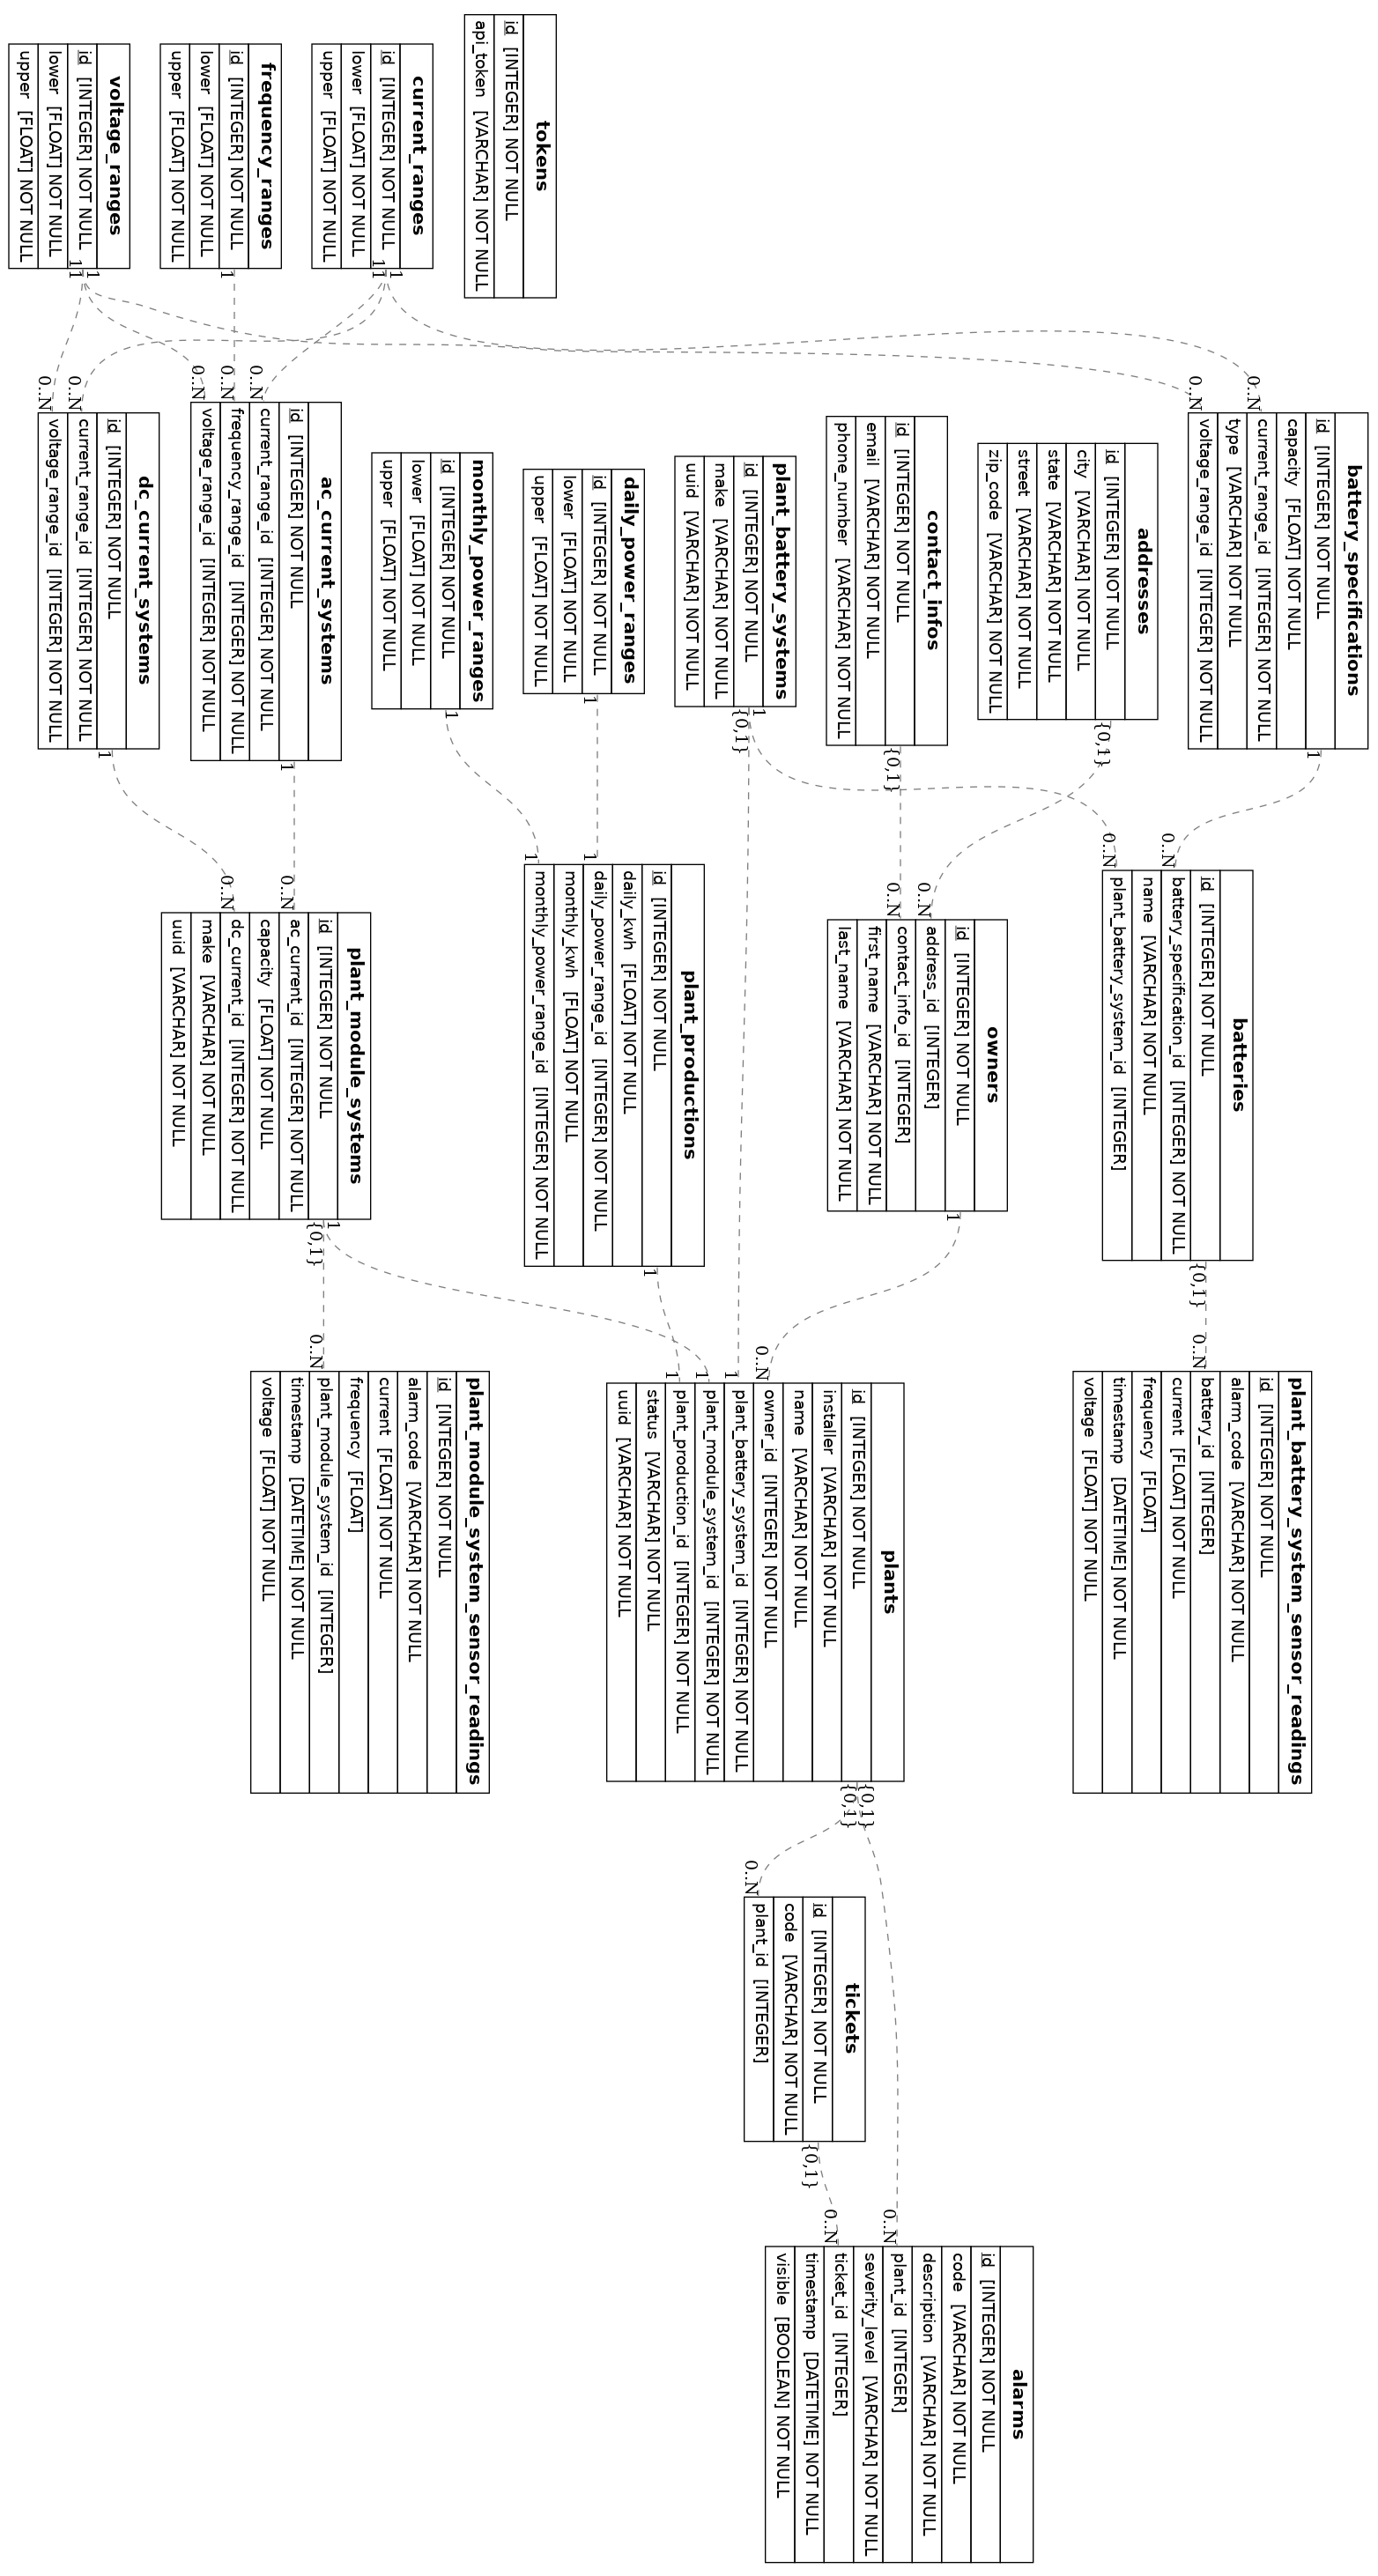 tokens
id [INTEGER] NOT NULL
api_token [VARCHAR] NOT NULL
current_ranges
id [INTEGER] NOT NULL
lower [FLOAT] NOT NULL
upper [FLOAT] NOT NULL
1
1
1
frequency_ranges
id [INTEGER] NOT NULL
lower [FLOAT] NOT NULL
upper [FLOAT] NOT NULL
1
voltage_ranges
id [INTEGER] NOT NULL
lower [FLOAT] NOT NULL
upper [FLOAT] NOT NULL
1
1
1
battery_specifications
id [INTEGER] NOT NULL
capacity [FLOAT] NOT NULL
current_range_id [INTEGER] NOT NULL
type [VARCHAR] NOT NULL
voltage_range_id [INTEGER] NOT NULL
0..N
0..N
1
addresses
id [INTEGER] NOT NULL
city [VARCHAR] NOT NULL
state [VARCHAR] NOT NULL
street [VARCHAR] NOT NULL
zip_code [VARCHAR] NOT NULL
{0,1}
contact_infos
id [INTEGER] NOT NULL
email [VARCHAR] NOT NULL
phone_number [VARCHAR] NOT NULL
{0,1}
plant_battery_systems
id [INTEGER] NOT NULL
make [VARCHAR] NOT NULL
uuid [VARCHAR] NOT NULL
1
{0,1}
daily_power_ranges
id [INTEGER] NOT NULL
lower [FLOAT] NOT NULL
upper [FLOAT] NOT NULL
1
monthly_power_ranges
id [INTEGER] NOT NULL
lower [FLOAT] NOT NULL
upper [FLOAT] NOT NULL
1
ac_current_systems
id [INTEGER] NOT NULL
current_range_id [INTEGER] NOT NULL
frequency_range_id [INTEGER] NOT NULL
voltage_range_id [INTEGER] NOT NULL
0..N
0..N
0..N
1
dc_current_systems
id [INTEGER] NOT NULL
current_range_id [INTEGER] NOT NULL
voltage_range_id [INTEGER] NOT NULL
0..N
0..N
1
batteries
id [INTEGER] NOT NULL
battery_specification_id [INTEGER] NOT NULL
name [VARCHAR] NOT NULL
plant_battery_system_id [INTEGER]
0..N
0..N
{0,1}
owners
id [INTEGER] NOT NULL
address_id [INTEGER]
contact_info_id [INTEGER]
first_name [VARCHAR] NOT NULL
last_name [VARCHAR] NOT NULL
0..N
0..N
1
plant_productions
id [INTEGER] NOT NULL
daily_kwh [FLOAT] NOT NULL
daily_power_range_id [INTEGER] NOT NULL
monthly_kwh [FLOAT] NOT NULL
monthly_power_range_id [INTEGER] NOT NULL
1
1
1
plant_module_systems
id [INTEGER] NOT NULL
ac_current_id [INTEGER] NOT NULL
capacity [FLOAT] NOT NULL
dc_current_id [INTEGER] NOT NULL
make [VARCHAR] NOT NULL
uuid [VARCHAR] NOT NULL
0..N
0..N
1
{0,1}
plant_battery_system_sensor_readings
id [INTEGER] NOT NULL
alarm_code [VARCHAR] NOT NULL
battery_id [INTEGER]
current [FLOAT] NOT NULL
frequency [FLOAT]
timestamp [DATETIME] NOT NULL
voltage [FLOAT] NOT NULL
0..N
plants
id [INTEGER] NOT NULL
installer [VARCHAR] NOT NULL
name [VARCHAR] NOT NULL
owner_id [INTEGER] NOT NULL
plant_battery_system_id [INTEGER] NOT NULL
plant_module_system_id [INTEGER] NOT NULL
plant_production_id [INTEGER] NOT NULL
status [VARCHAR] NOT NULL
uuid [VARCHAR] NOT NULL
0..N
1
1
1
{0,1}
{0,1}
plant_module_system_sensor_readings
id [INTEGER] NOT NULL
alarm_code [VARCHAR] NOT NULL
current [FLOAT] NOT NULL
frequency [FLOAT]
plant_module_system_id [INTEGER]
timestamp [DATETIME] NOT NULL
voltage [FLOAT] NOT NULL
0..N
tickets
id [INTEGER] NOT NULL
code [VARCHAR] NOT NULL
plant_id [INTEGER]
0..N
{0,1}
alarms
id [INTEGER] NOT NULL
code [VARCHAR] NOT NULL
description [VARCHAR] NOT NULL
plant_id [INTEGER]
severity_level [VARCHAR] NOT NULL
ticket_id [INTEGER]
timestamp [DATETIME] NOT NULL
visible [BOOLEAN] NOT NULL
0..N
0..N